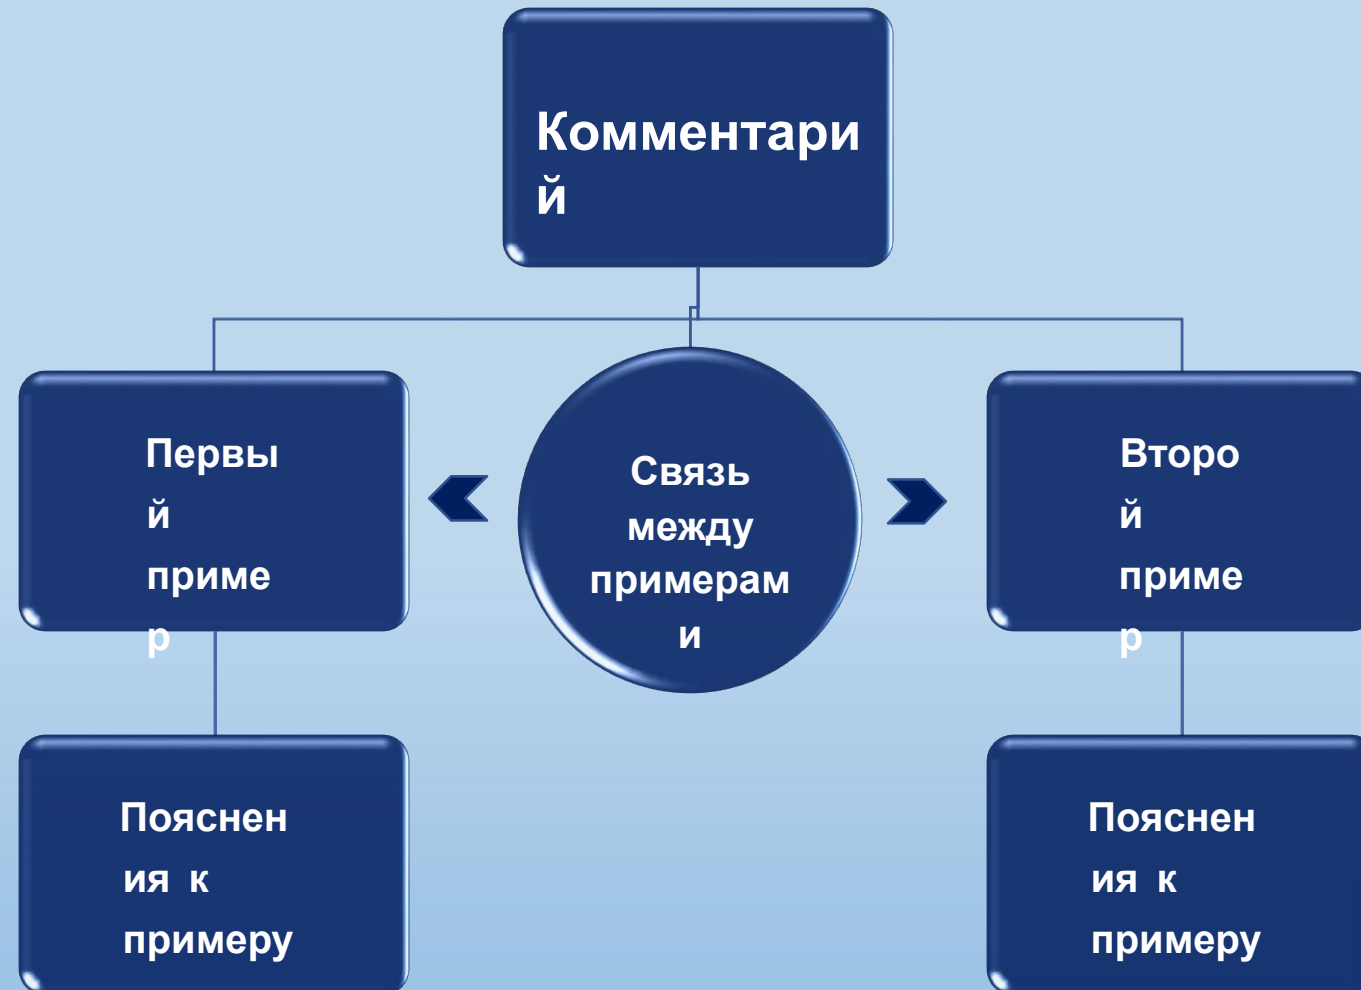 Комментари
й
Первы
й
приме
р
Связь
между
примерам
и
Второ
й
приме
р
Пояснен
ия к
примеру
Пояснен
ия к
примеру